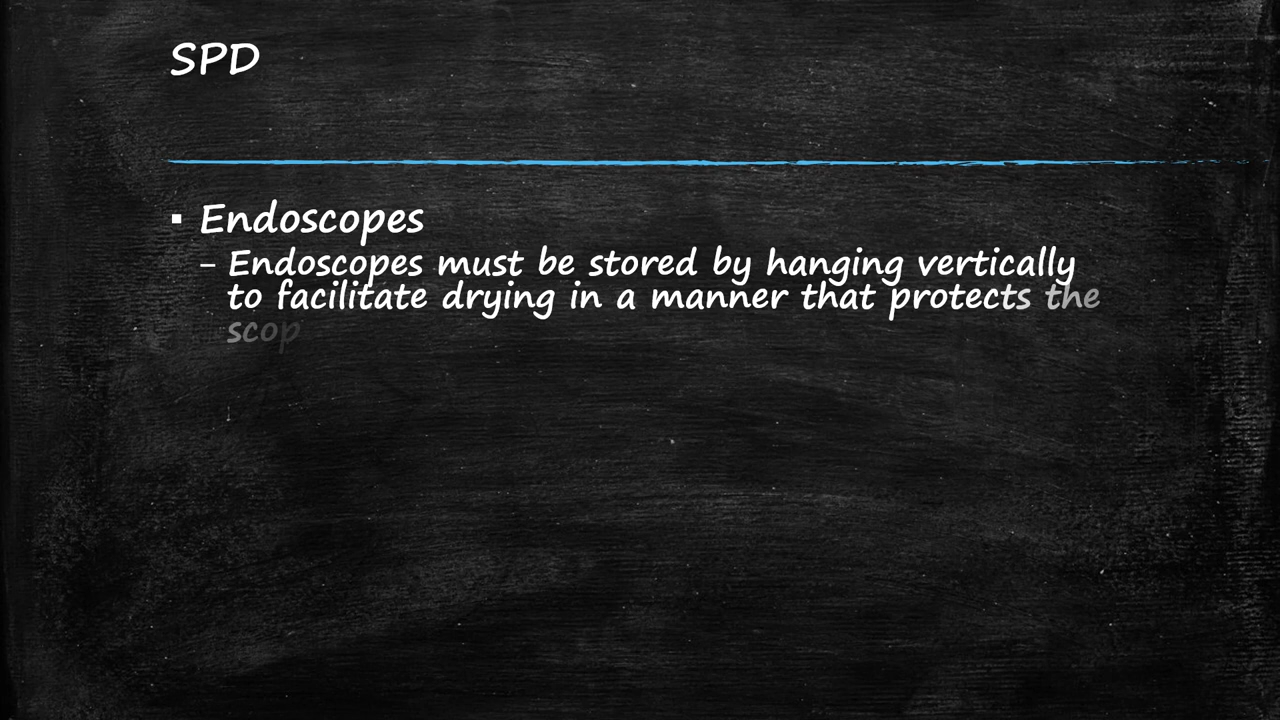 SPD
▪ Endoscopes
– Endoscopes must be stored by hanging vertically
to facilitate drying in a manner that protects the
scop